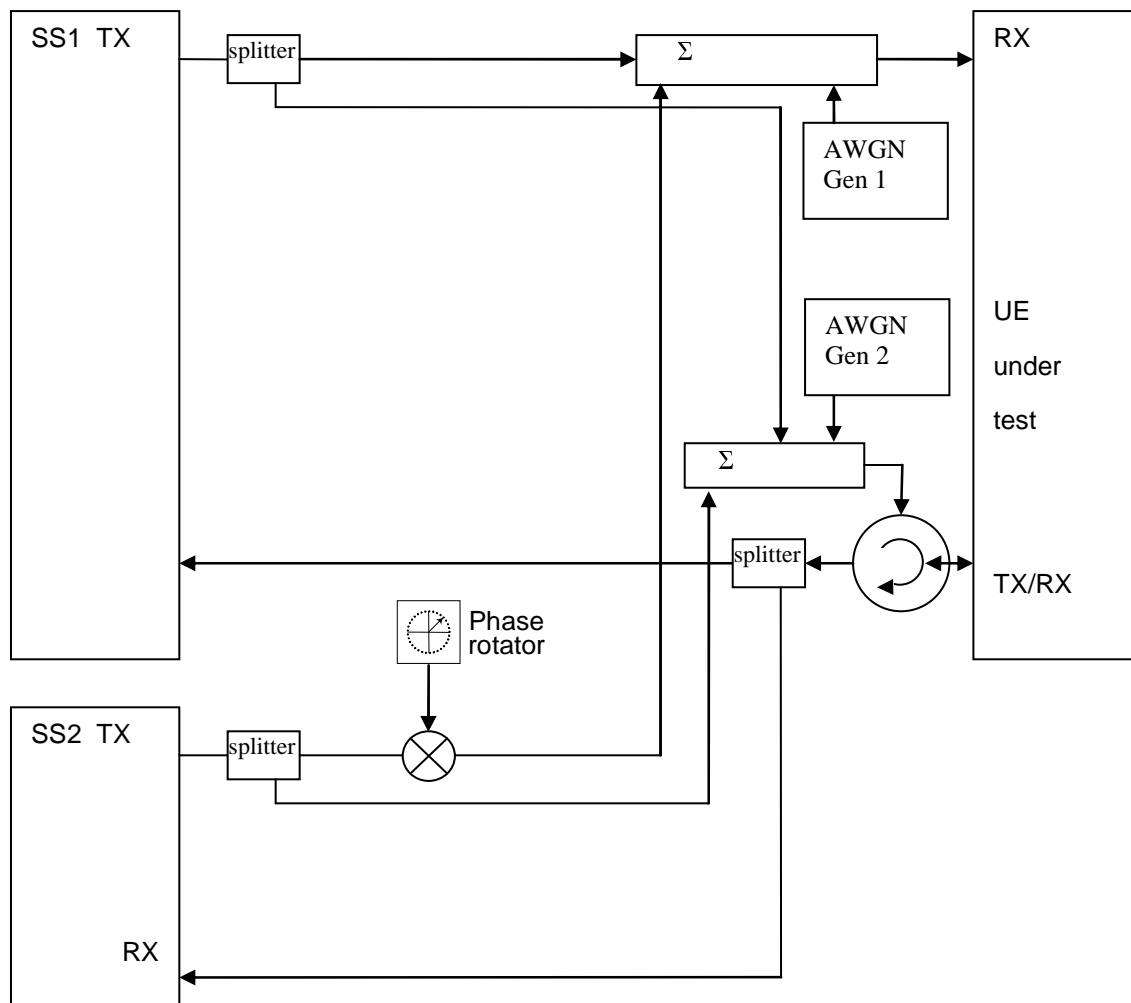 SS1 TX
splitter
Σ
RX
AWGN
Gen 1
AWGN
Gen 2
UE
under
test
Σ
splitter
TX/RX
Phase
rotator
SS2 TX
splitter
RX